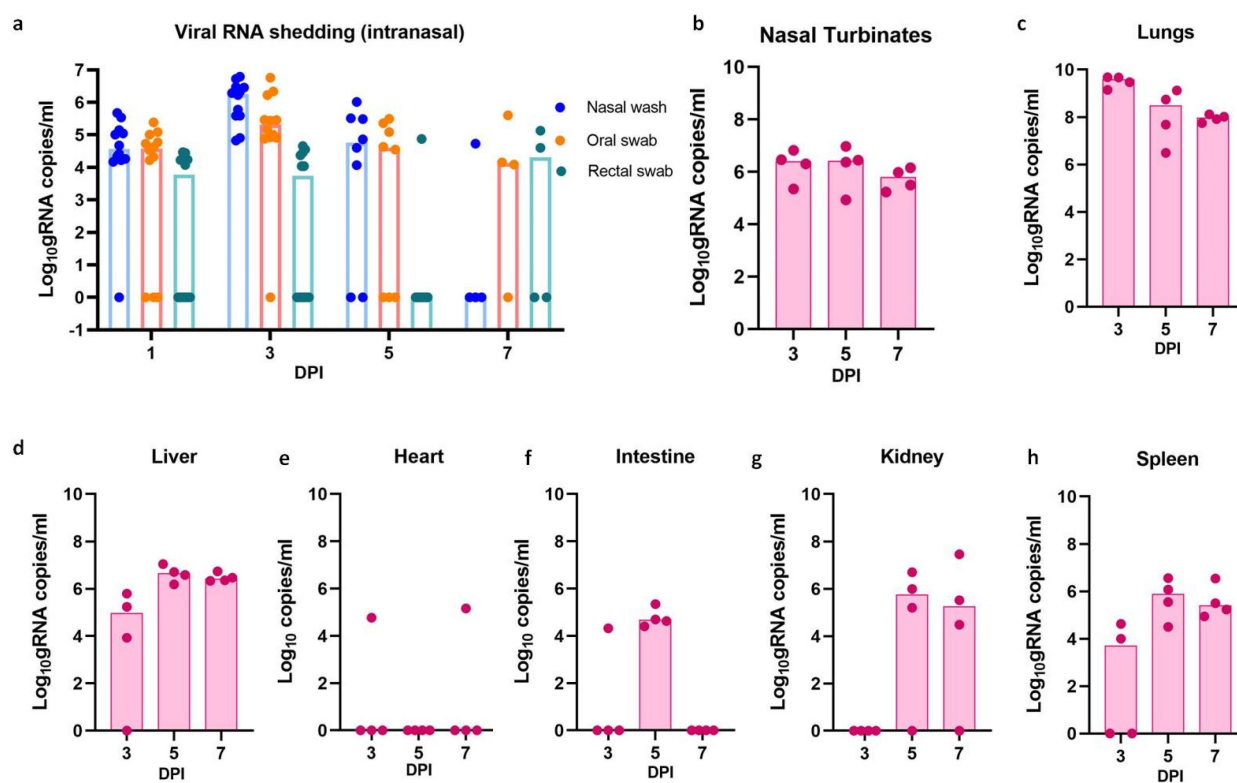 a
Viral RNA shedding (intranasal)
Log10gRNA copies/ml
7
6
5
4
3
2
1
0
-1
1
3
5
7
DPI
Nasal wash
Oral swab
Rectal swab
b
Nasal Turbinates
Log10gRNA copies/ml
10
8
6
4
2
0
3
5
7
DPI
c
Lungs
Log10gRNA copies/ml
10
8
6
4
2
0
3
5
7
DPI
d
Liver
Log10gRNA copies/ml
10
8
6
4
2
0
3
5
7
DPI
e
Heart
Log10 copies/ml
10
8
6
4
2
0
3
5
7
DPI
f
Intestine
Log10 copies/ml
10
8
6
4
2
0
3
5
7
DPI
g
Kidney
Log10gRNA copies/ml
10
8
6
4
2
0
3
5
7
DPI
h
Spleen
Log10gRNA copies/ml
10
8
6
4
2
0
3
5
7
DPI